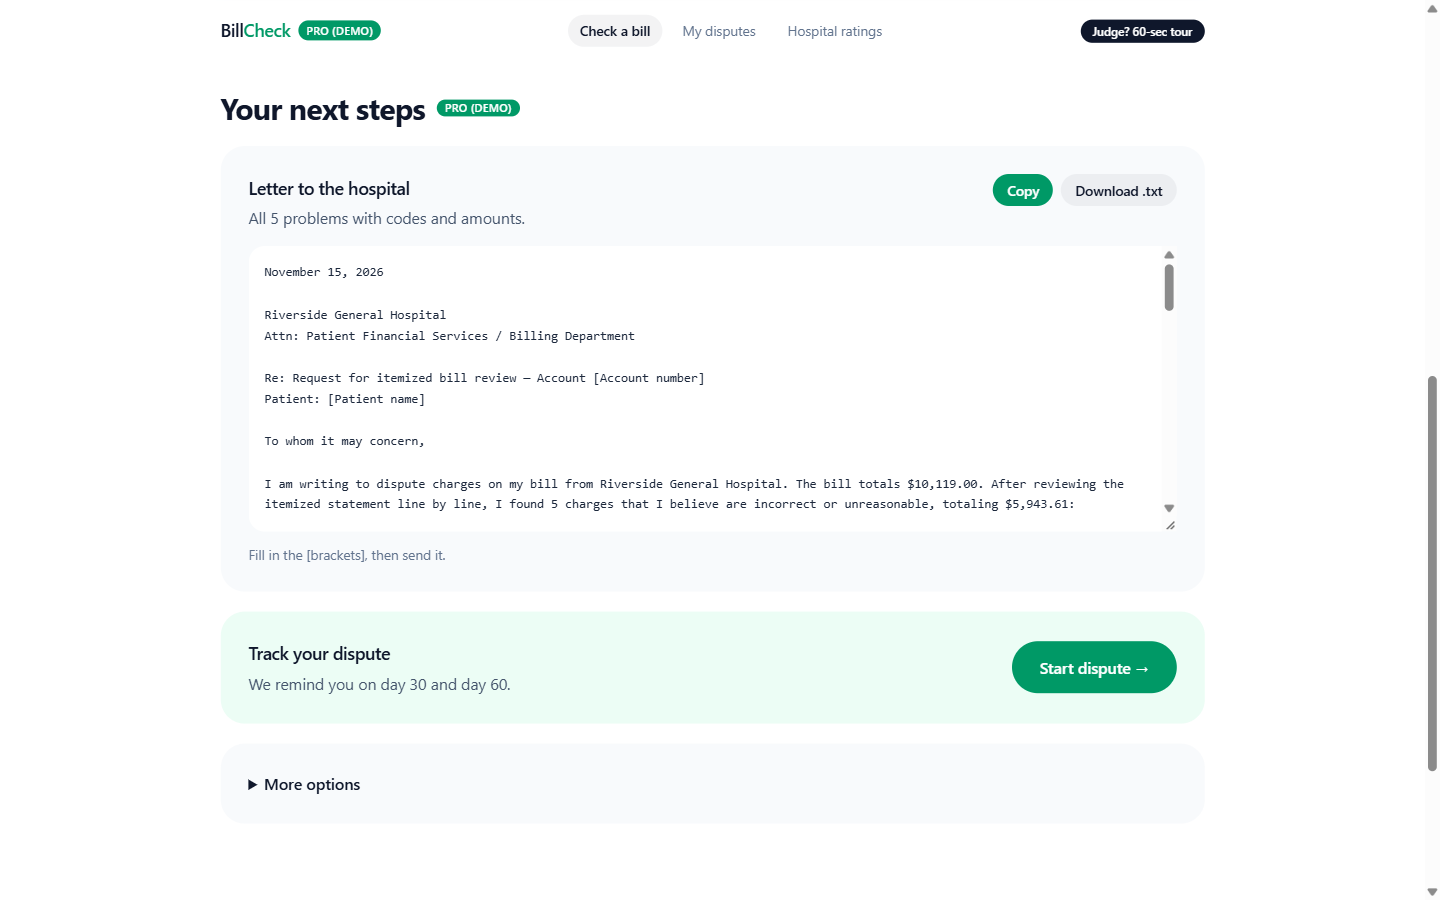 BillCheck PRO (DEMO) Check a bill My disputes Hospital ratings Judge? 60-sec tour
Your next steps PRO (DEMO)
Letter to the hospital Copy Download .txt
All 5 problems with codes and amounts.
November 15, 2026
Riverside General Hospital
Attn: Patient Financial Services / Billing Department
Re: Request for itemized bill review — Account [Account number]
Patient: [Patient name]
To whom it may concern,
I am writing to dispute charges on my bill from Riverside General Hospital. The bill totals $10,119.00. After reviewing the
itemized statement line by line, I found 5 charges that I believe are incorrect or unreasonable, totaling $5,943.61:
Fill in the [brackets], then send it.
Track your dispute
We remind you on day 30 and day 60.
Start dispute →
More options